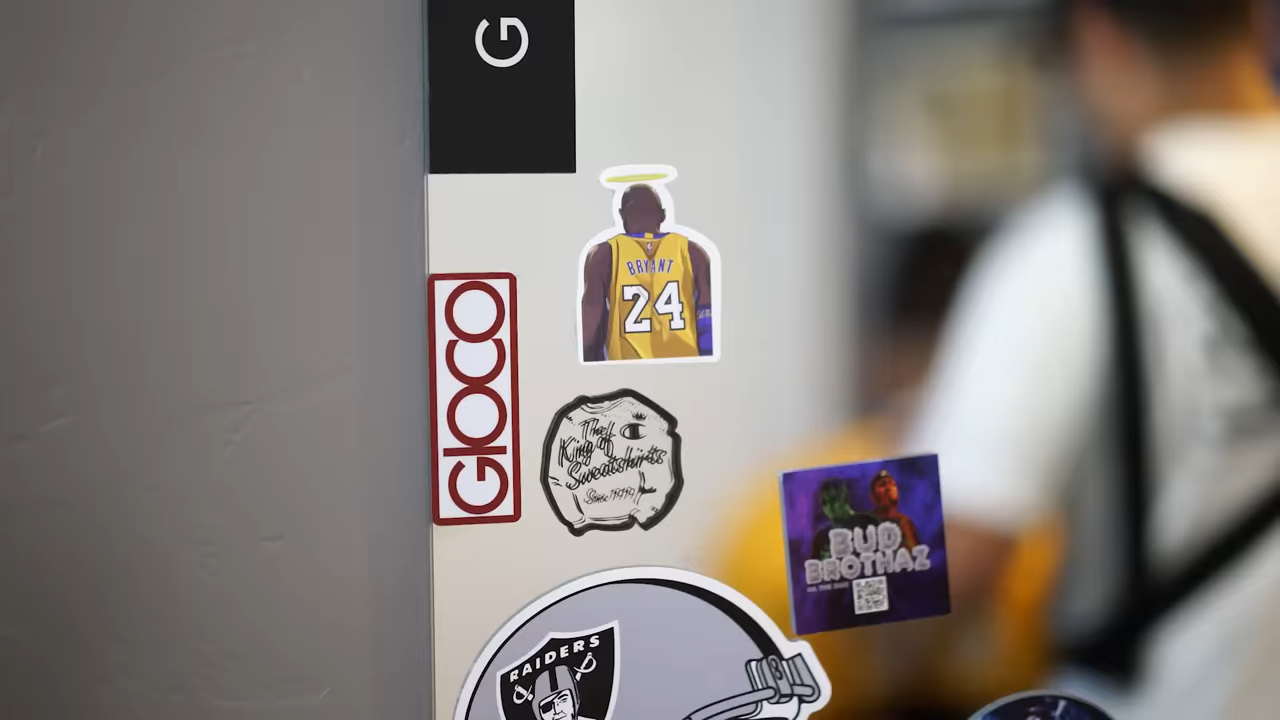 G
BRYANT
24
GIOCO
The
King of
Sweatshirts
Since 1919
BUD
BROTHAZ
RAIDERS